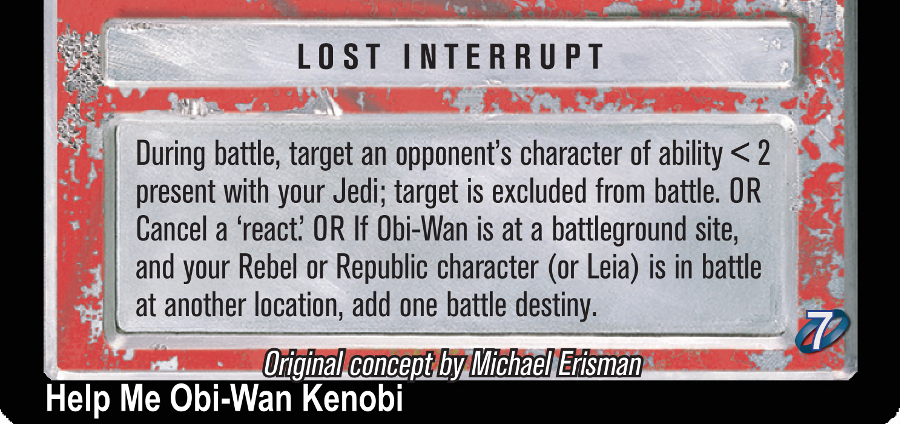 LOST INTERRUPT
During battle, target an opponent's character of ability < 2
present with your Jedi; target is excluded from battle. OR
Cancel a 'react.' OR If Obi-Wan is at a battleground site,
and your Rebel or Republic character (or Leia) is in battle
at another location, add one battle destiny.
7
Original concept by Michael Erisman
Help Me Obi-Wan Kenobi